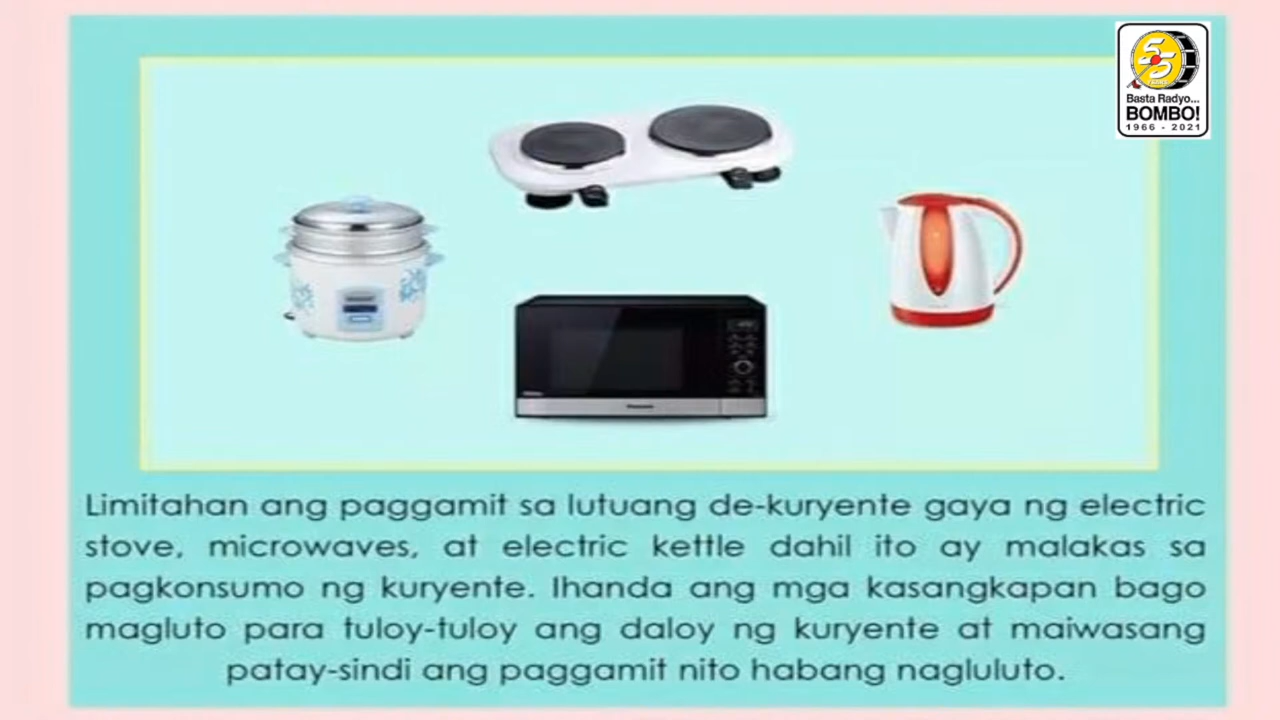 55
Basta Radyo...
BOMBO!
1966 - 2021
Limitahan ang paggamit sa lutuang de-kuryente gaya ng electric
stove, microwaves, at electric kettle dahil ito ay malakas sa
pagkonsumo ng kuryente. Ihanda ang mga kasangkapan bago
magluto para tuloy-tuloy ang daloy ng kuryente at maiwasang
patay-sindi ang paggamit nito habang nagluluto.